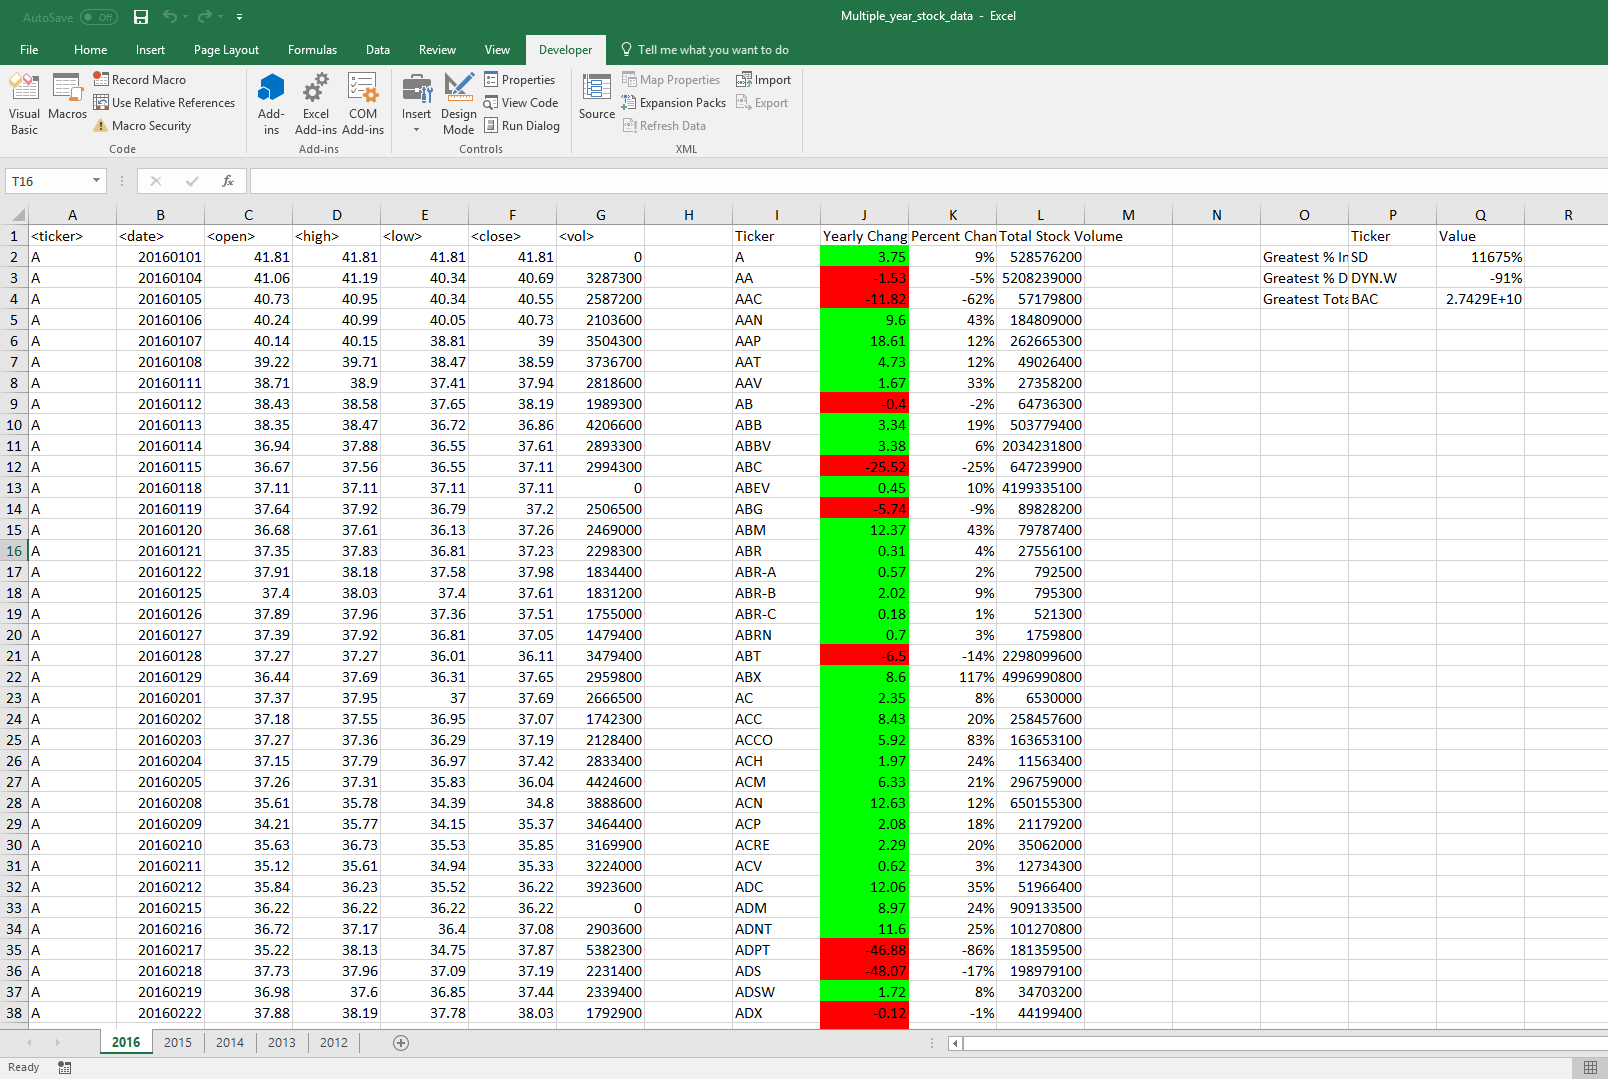 AutoSave Off
Multiple_year_stock_data - Excel
File Home Insert Page Layout Formulas Data Review View Developer Tell me what you want to do
Visual Basic Macros Record Macro Use Relative References Macro Security Code
Add-ins Excel Add-ins COM Add-ins Add-ins
Insert Design Mode Properties View Code Run Dialog Controls
Source Map Properties Expansion Packs Refresh Data Import Export XML
T16 fx
A B C D E F G H I J K L M N O P Q R
1 <ticker> <date> <open> <high> <low> <close> <vol> Ticker Yearly Chang Percent Chan Total Stock Volume Ticker Value
2 A 20160101 41.81 41.81 41.81 41.81 0 A 3.75 9% 528576200 Greatest % In SD 11675%
3 A 20160104 41.06 41.19 40.34 40.69 3287300 AA -1.53 -5% 5208239000 Greatest % D DYN.W -91%
4 A 20160105 40.73 40.95 40.34 40.55 2587200 AAC -11.82 -62% 57179800 Greatest Tota BAC 2.7429E+10
5 A 20160106 40.24 40.99 40.05 40.73 2103600 AAN 9.6 43% 184809000
6 A 20160107 40.14 40.15 38.81 39 3504300 AAP 18.61 12% 262665300
7 A 20160108 39.22 39.71 38.47 38.59 3736700 AAT 4.73 12% 49026400
8 A 20160111 38.71 38.9 37.41 37.94 2818600 AAV 1.67 33% 27358200
9 A 20160112 38.43 38.58 37.65 38.19 1989300 AB -0.4 -2% 64736300
10 A 20160113 38.35 38.47 36.72 36.86 4206600 ABB 3.34 19% 503779400
11 A 20160114 36.94 37.88 36.55 37.61 2893300 ABBV 3.38 6% 2034231800
12 A 20160115 36.67 37.56 36.55 37.11 2994300 ABC -25.52 -25% 647239900
13 A 20160118 37.11 37.11 37.11 37.11 0 ABEV 0.45 10% 4199335100
14 A 20160119 37.64 37.92 36.79 37.2 2506500 ABG -5.74 -9% 89828200
15 A 20160120 36.68 37.61 36.13 37.26 2469000 ABM 12.37 43% 79787400
16 A 20160121 37.35 37.83 36.81 37.23 2298300 ABR 0.31 4% 27556100
17 A 20160122 37.91 38.18 37.58 37.98 1834400 ABR-A 0.57 2% 792500
18 A 20160125 37.4 38.03 37.4 37.61 1831200 ABR-B 2.02 9% 795300
19 A 20160126 37.89 37.96 37.36 37.51 1755000 ABR-C 0.18 1% 521300
20 A 20160127 37.39 37.92 36.81 37.05 1479400 ABRN 0.7 3% 1759800
21 A 20160128 37.27 37.27 36.01 36.11 3479400 ABT -6.5 -14% 2298099600
22 A 20160129 36.44 37.69 36.31 37.65 2959800 ABX 8.6 117% 4996990800
23 A 20160201 37.37 37.95 37 37.69 2666500 AC 2.35 8% 6530000
24 A 20160202 37.18 37.55 36.95 37.07 1742300 ACC 8.43 20% 258457600
25 A 20160203 37.27 37.36 36.29 37.19 2128400 ACCO 5.92 83% 163653100
26 A 20160204 37.15 37.79 36.97 37.42 2833400 ACH 1.97 24% 11563400
27 A 20160205 37.26 37.31 35.83 36.04 4424600 ACM 6.33 21% 296759000
28 A 20160208 35.61 35.78 34.39 34.8 3888600 ACN 12.63 12% 650155300
29 A 20160209 34.21 35.77 34.15 35.37 3464400 ACP 2.08 18% 21179200
30 A 20160210 35.63 36.73 35.53 35.85 3169900 ACRE 2.29 20% 35062000
31 A 20160211 35.12 35.61 34.94 35.33 3224000 ACV 0.62 3% 12734300
32 A 20160212 35.84 36.23 35.52 36.22 3923600 ADC 12.06 35% 51966400
33 A 20160215 36.22 36.22 36.22 36.22 0 ADM 8.97 24% 909133500
34 A 20160216 36.72 37.17 36.4 37.08 2903600 ADNT 11.6 25% 101270800
35 A 20160217 35.22 38.13 34.75 37.87 5382300 ADPT -46.88 -86% 181359500
36 A 20160218 37.73 37.96 37.09 37.19 2231400 ADS -48.07 -17% 198979100
37 A 20160219 36.98 37.6 36.85 37.44 2339400 ADSW 1.72 8% 34703200
38 A 20160222 37.88 38.19 37.78 38.03 1792900 ADX -0.12 -1% 44199400
2016 2015 2014 2013 2012
Ready